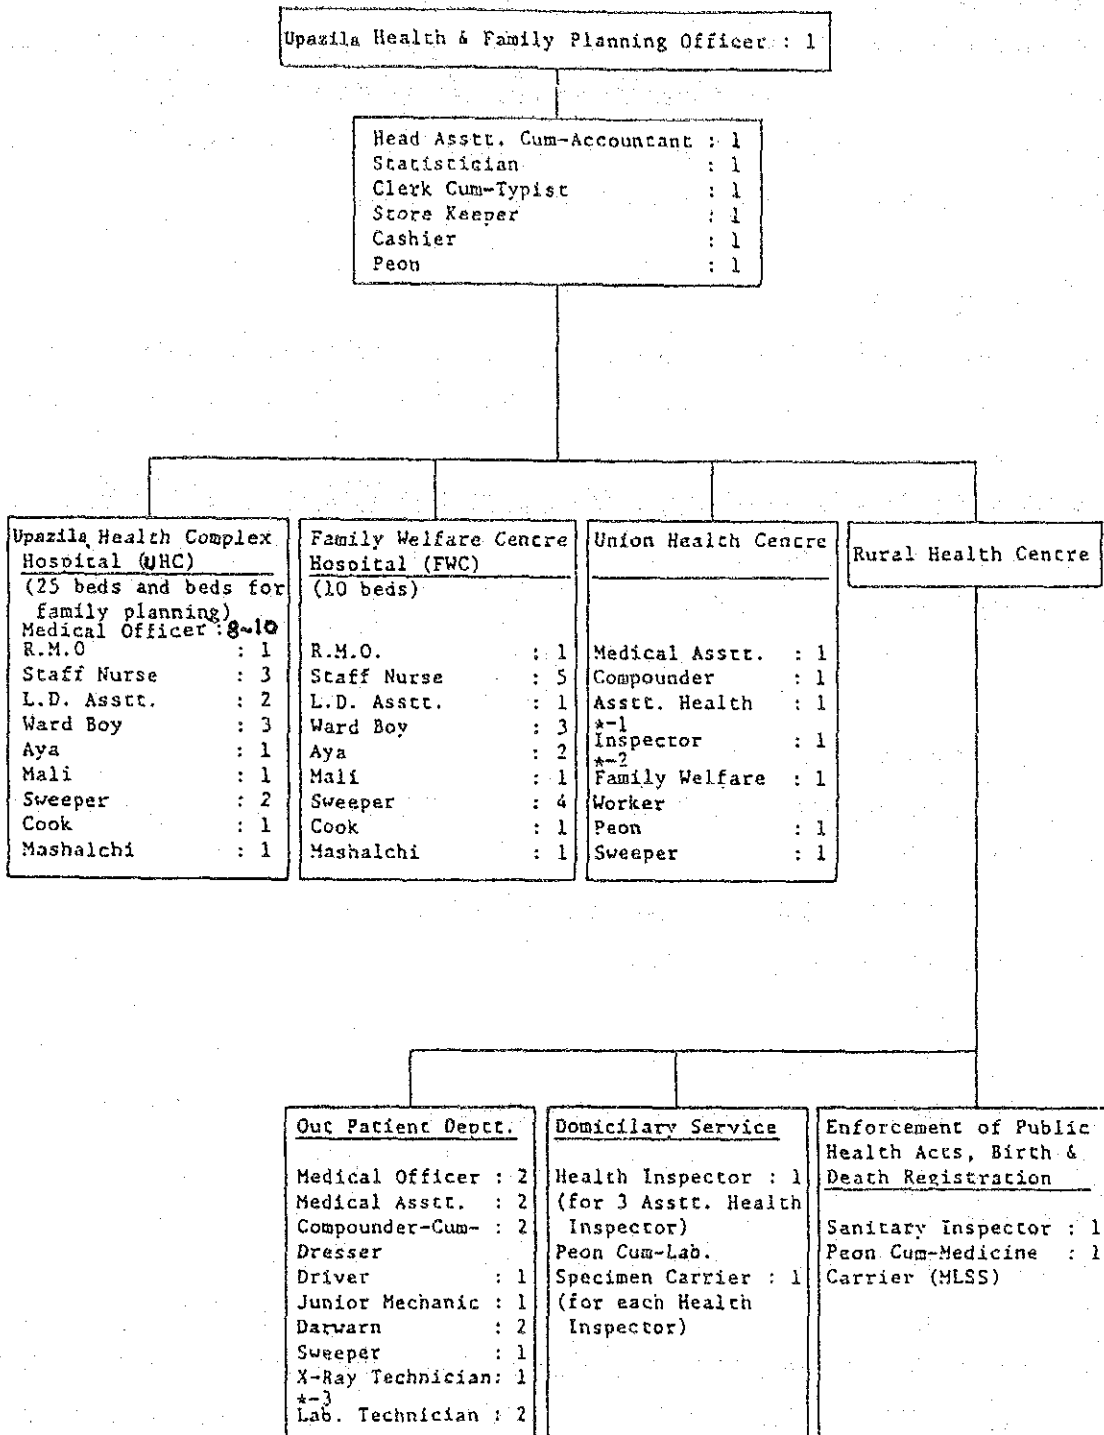 Upazila Health & Family Planning Officer : 1
Head Asstt. Cum-Accountant : 1
Statistician : 1
Clerk Cum-Typist : 1
Store Keeper : 1
Cashier : 1
Peon : 1
Upazila Health Complex
Hospital (UHC)
(25 beds and beds for
family planning)
Medical Officer : 8~10
R.M.O : 1
Staff Nurse : 3
L.D. Asstt. : 2
Ward Boy : 3
Aya : 1
Mali : 1
Sweeper : 2
Cook : 1
Mashalchi : 1
Family Welfare Centre
Hospital (FWC)
(10 beds)
R.M.O. : 1
Staff Nurse : 5
L.D. Asstt. : 1
Ward Boy : 3
Aya : 2
Mali : 1
Sweeper : 4
Cook : 1
Mashalchi : 1
Union Health Centre
Medical Asstt. : 1
Compounder : 1
Asstt. Health : 1
*-1
Inspector : 1
*-2
Family Welfare : 1
Worker
Peon : 1
Sweeper : 1
Rural Health Centre
Out Patient Deptt.
Medical Officer : 2
Medical Asstt. : 2
Compounder-Cum- : 2
Dresser
Driver : 1
Junior Mechanic : 1
Darwarn : 2
Sweeper : 1
X-Ray Technician: 1
*-3
Lab. Technician : 2
Domicilary Service
Health Inspector : 1
(for 3 Asstt. Health
Inspector)
Peon Cum-Lab.
Specimen Carrier : 1
(for each Health
Inspector)
Enforcement of Public
Health Acts, Birth &
Death Registration
Sanitary Inspector : 1
Peon Cum-Medicine : 1
Carrier (MLSS)